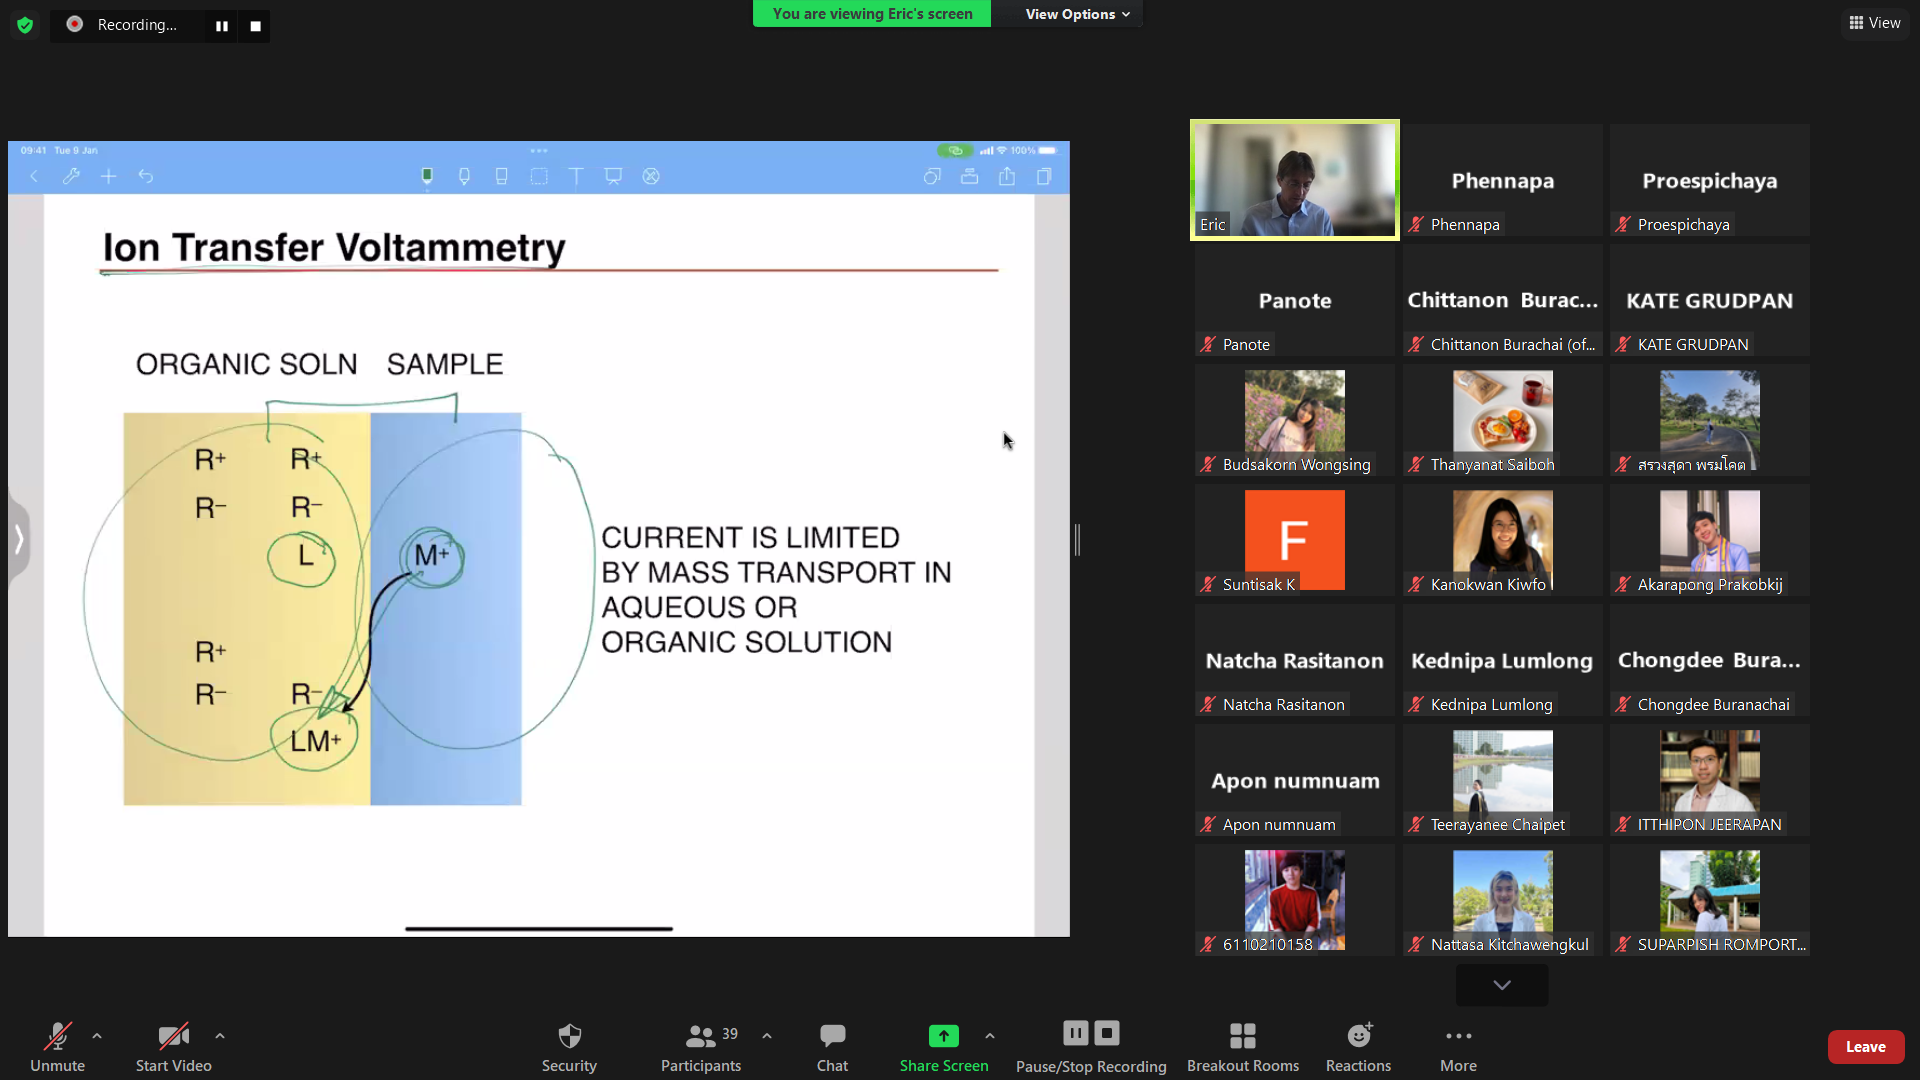 Recording...
You are viewing Eric's screen
View Options
View
09:41 Tue 9 Jan
100%
Ion Transfer Voltammetry
ORGANIC SOLN SAMPLE
R+ R+
R− R−
L M+
R+
R− R−
LM+
CURRENT IS LIMITED
BY MASS TRANSPORT IN
AQUEOUS OR
ORGANIC SOLUTION
Eric
Phennapa
Phennapa
Proespichaya
Proespichaya
Panote
Panote
Chittanon Burac...
Chittanon Burachai (of...
KATE GRUDPAN
KATE GRUDPAN
Budsakorn Wongsing
Thanyanat Saiboh
สรวงสุดา พรมโคต
F
Suntisak K
Kanokwan Kiwfo
Akarapong Prakobkij
Natcha Rasitanon
Natcha Rasitanon
Kednipa Lumlong
Kednipa Lumlong
Chongdee Bura...
Chongdee Buranachai
Apon numnuam
Apon numnuam
Teerayanee Chaipet
ITTHIPON JEERAPAN
6110210158
Nattasa Kitchawengkul
SUPARPISH ROMPORT...
Unmute
Start Video
Security
39
Participants
Chat
Share Screen
Pause/Stop Recording
Breakout Rooms
Reactions
More
Leave